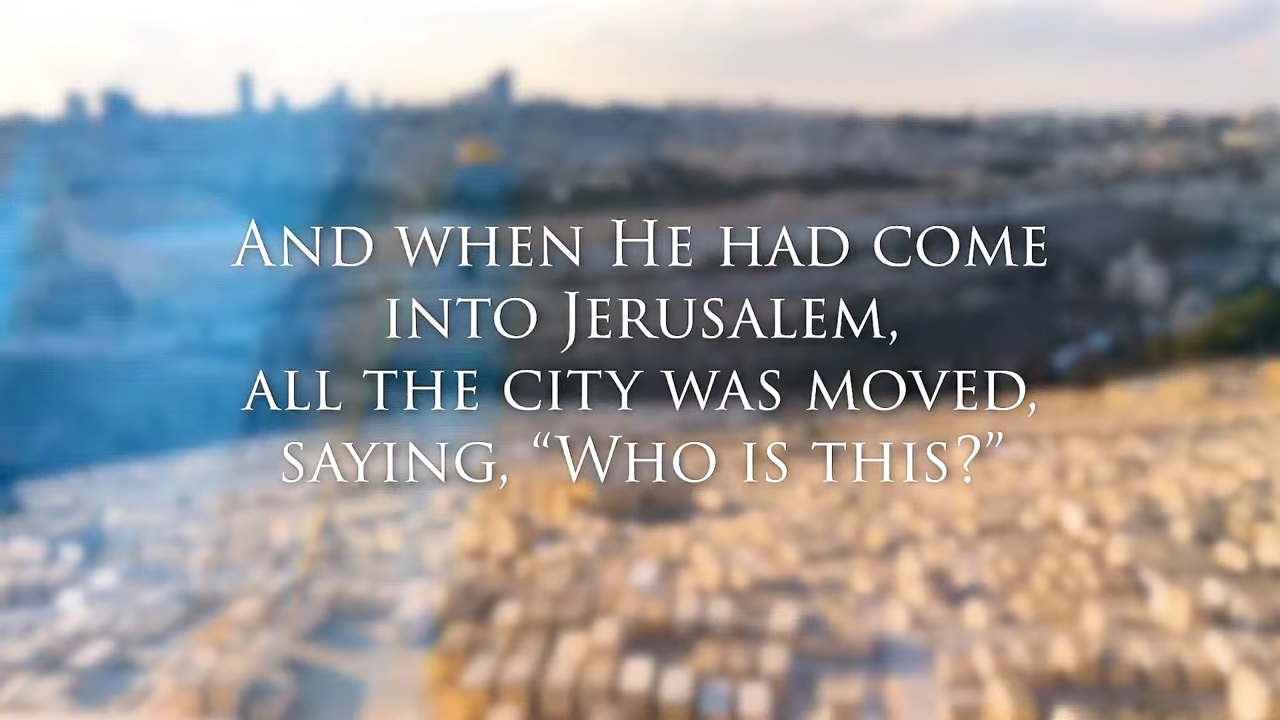 And when He had come
into Jerusalem,
all the city was moved,
saying, “Who is this?”